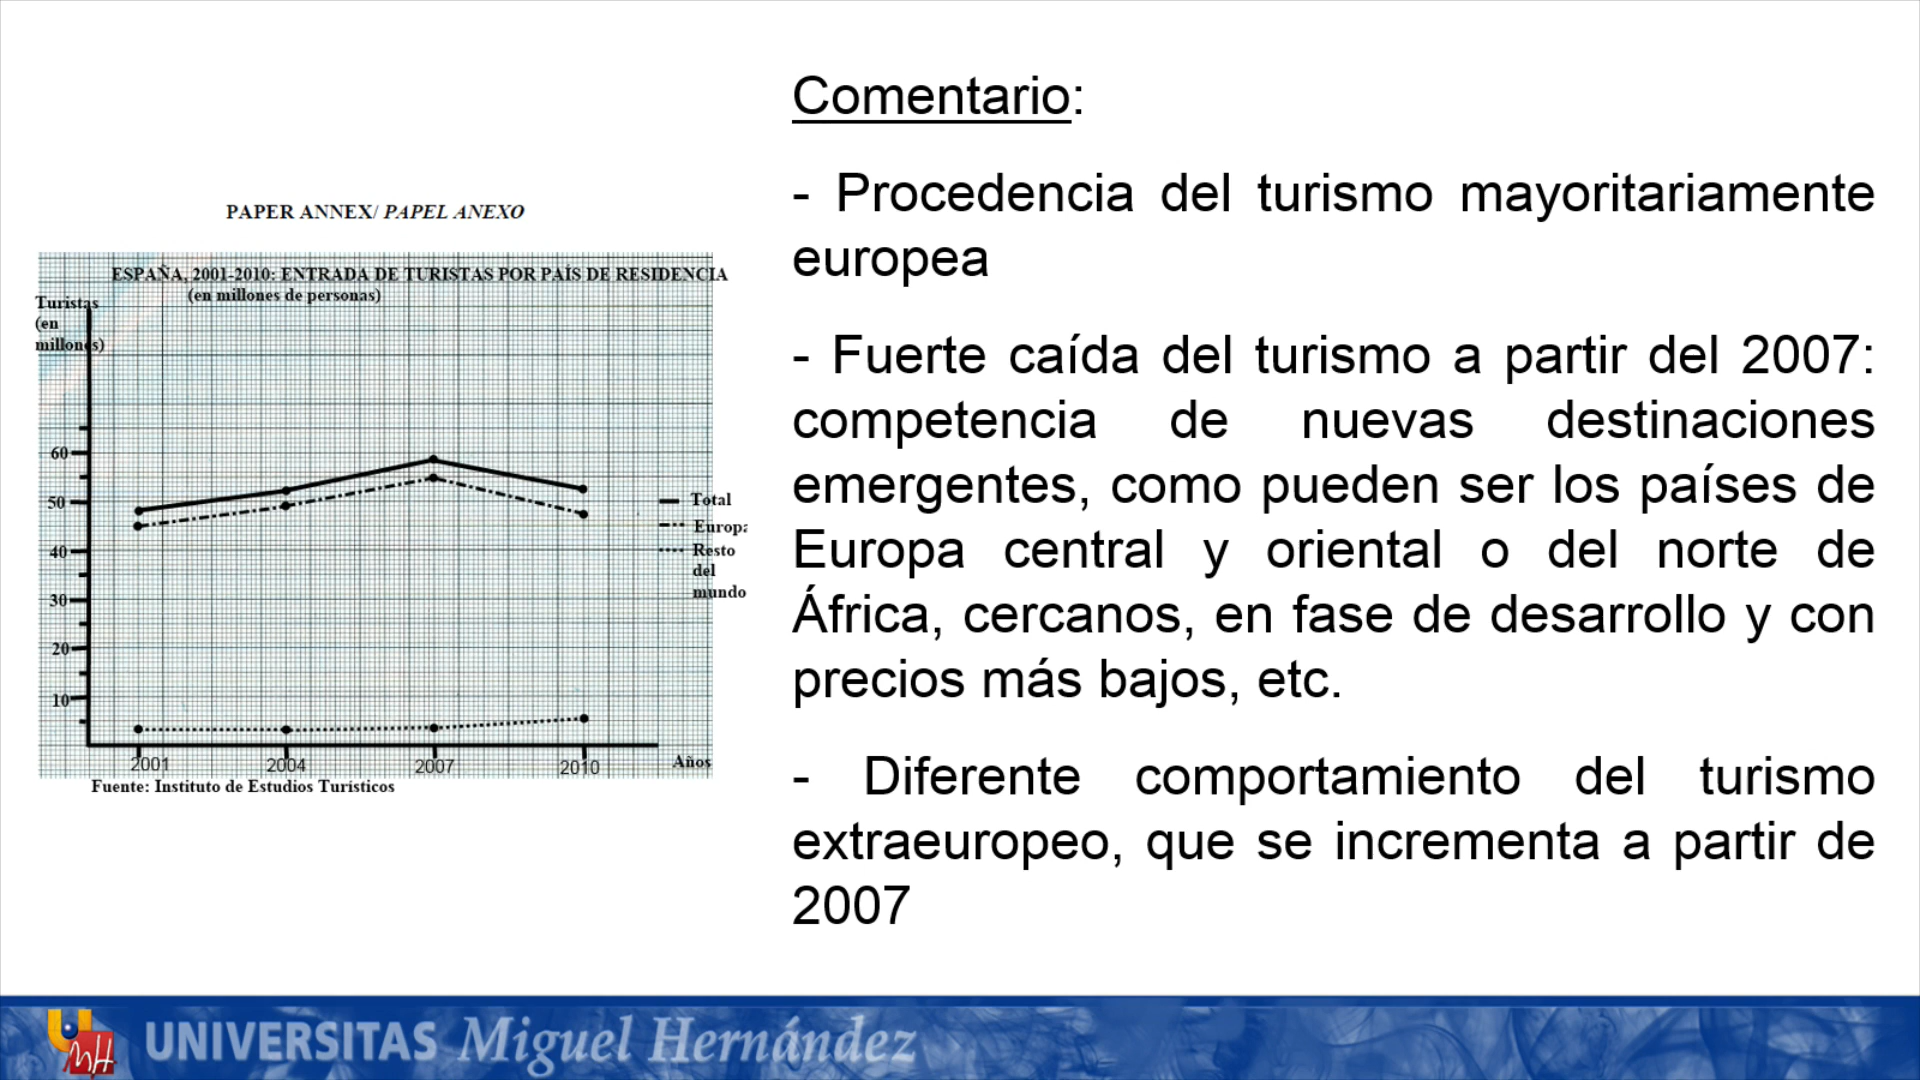 Comentario:
- Procedencia del turismo mayoritariamente
europea
- Fuerte caída del turismo a partir del 2007:
competencia de nuevas destinaciones
emergentes, como pueden ser los países de
Europa central y oriental o del norte de
África, cercanos, en fase de desarrollo y con
precios más bajos, etc.
- Diferente comportamiento del turismo
extraeuropeo, que se incrementa a partir de
2007
PAPER ANNEX/ PAPEL ANEXO
ESPAÑA, 2001-2010: ENTRADA DE TURISTAS POR PAÍS DE RESIDENCIA
(en millones de personas)
Turistas
(en
millones)
60
50
40
30
20
10
Total
Europa
Resto
del
mundo
2001 2004 2007 2010 Años
Fuente: Instituto de Estudios Turísticos
UNIVERSITAS Miguel Hernández